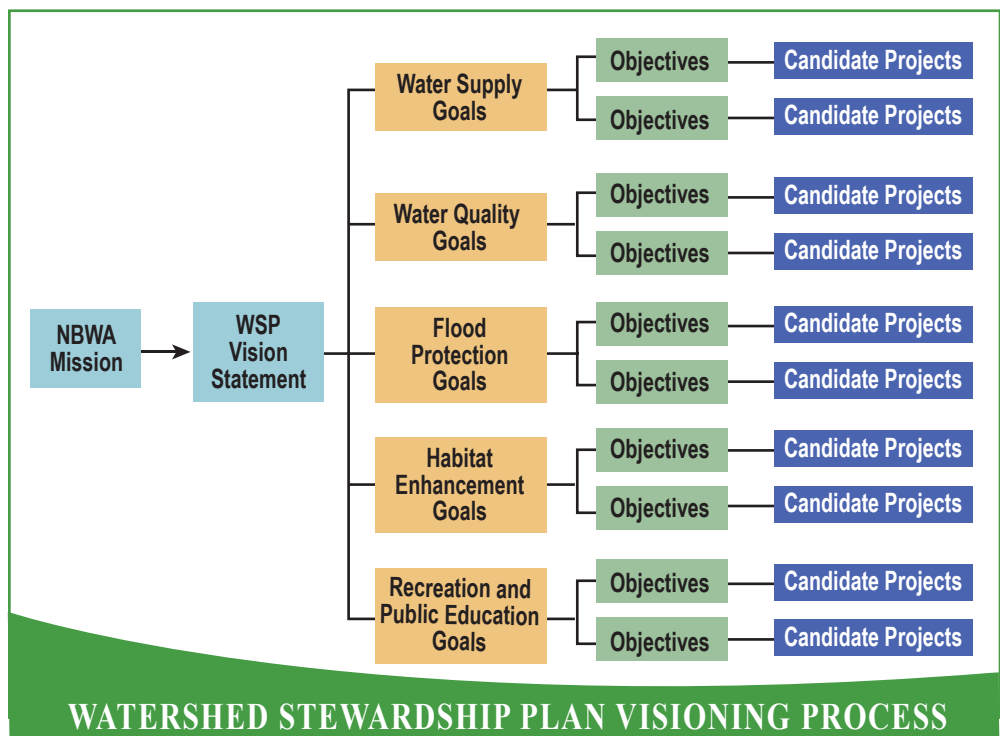 NBWA
Mission
WSP
Vision
Statement
Water Supply
Goals
Objectives
Candidate Projects
Objectives
Candidate Projects
Water Quality
Goals
Objectives
Candidate Projects
Objectives
Candidate Projects
Flood
Protection
Goals
Objectives
Candidate Projects
Objectives
Candidate Projects
Habitat
Enhancement
Goals
Objectives
Candidate Projects
Objectives
Candidate Projects
Recreation and
Public Education
Goals
Objectives
Candidate Projects
Objectives
Candidate Projects
WATERSHED STEWARDSHIP PLAN VISIONING PROCESS